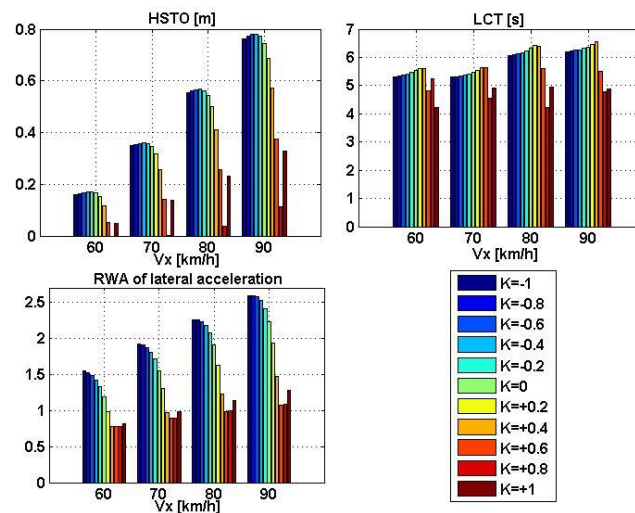 HSTO [m]
0.8
0.6
0.4
0.2
0
60 70 80 90
Vx [km/h]
LCT [s]
7
6
5
4
3
2
1
0
60 70 80 90
Vx [km/h]
RWA of lateral acceleration
2.5
2
1.5
1
0.5
0
60 70 80 90
Vx [km/h]
K=-1
K=-0.8
K=-0.6
K=-0.4
K=-0.2
K=0
K=+0.2
K=+0.4
K=+0.6
K=+0.8
K=+1